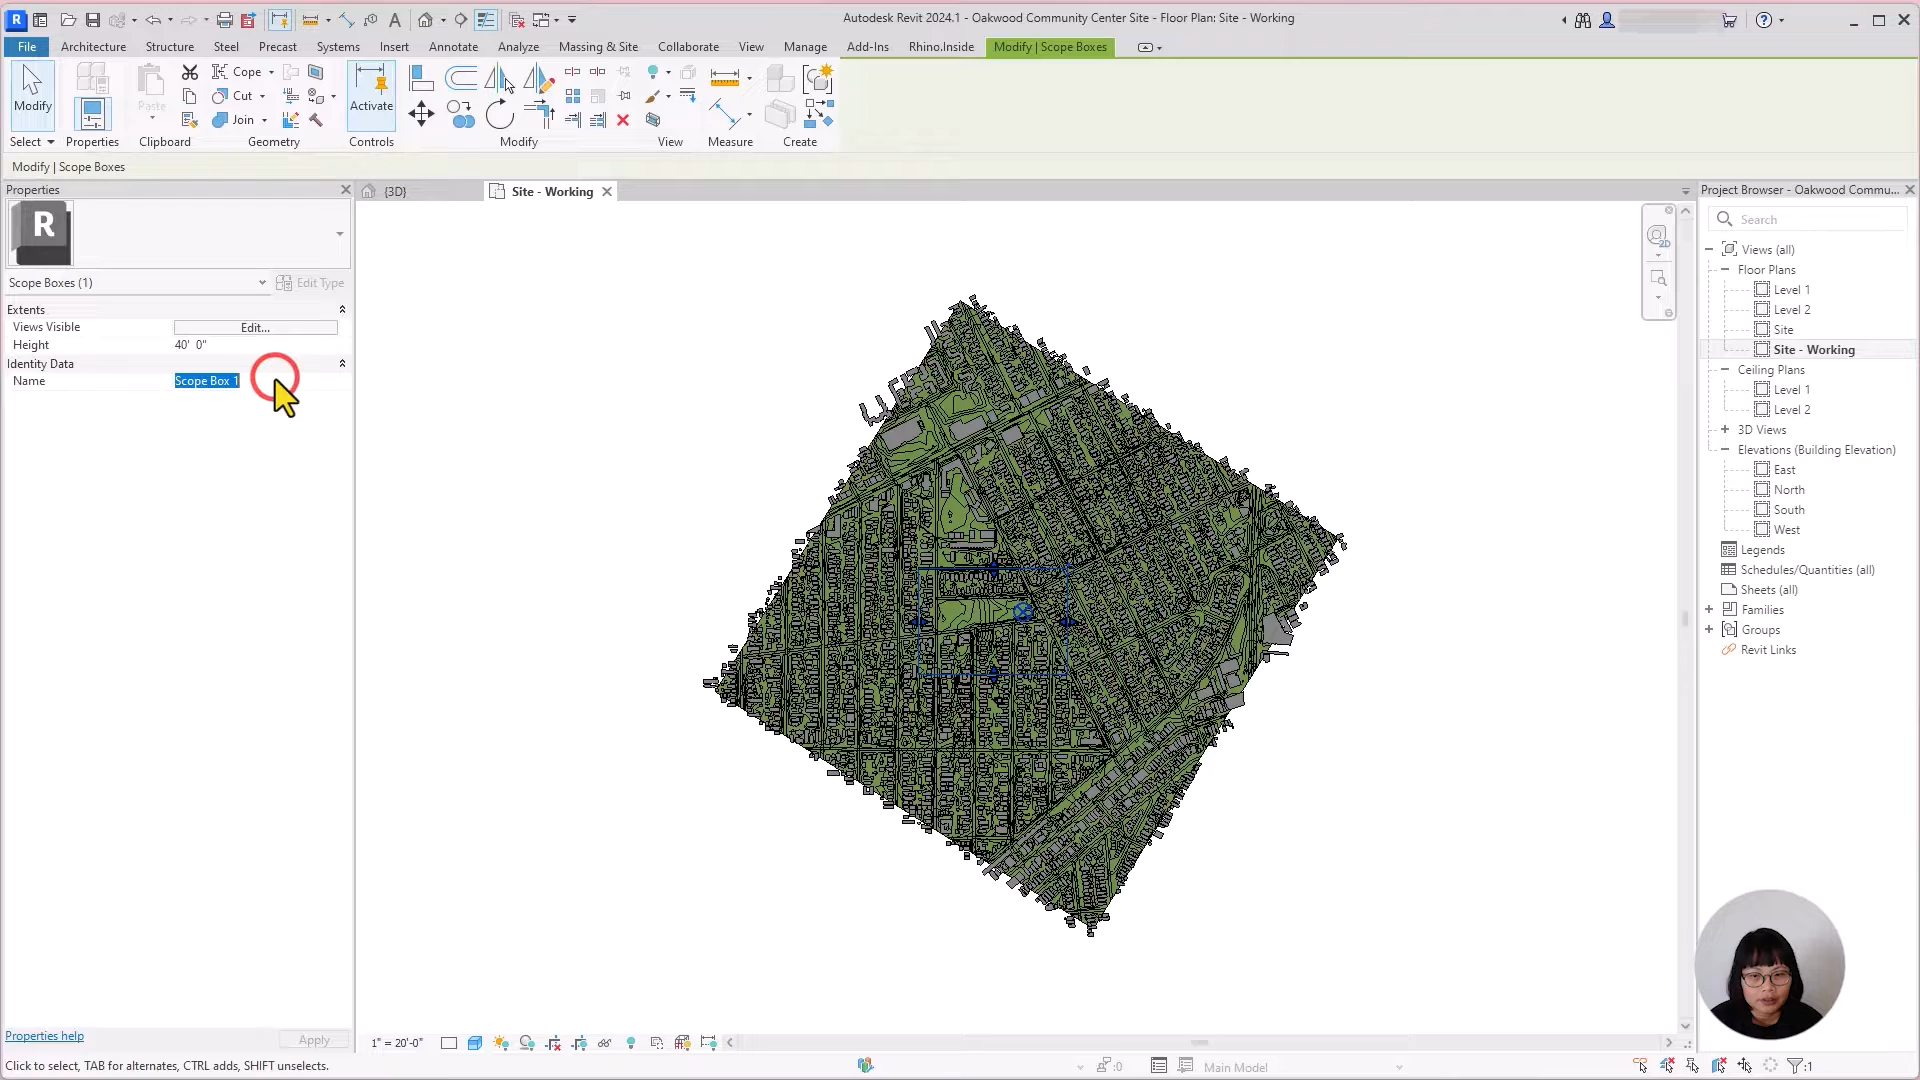 Autodesk Revit 2024.1 - Oakwood Community Center Site - Floor Plan: Site - Working
File Architecture Structure Steel Precast Systems Insert Annotate Analyze Massing & Site Collaborate View Manage Add-Ins Rhino.Inside Modify | Scope Boxes
Modify Paste Cope Cut Join Activate
Select Properties Clipboard Geometry Controls Modify View Measure Create
Modify | Scope Boxes
Properties
R
Scope Boxes (1) Edit Type
Extents
Views Visible Edit...
Height 40' 0"
Identity Data
Name Scope Box 1
Properties help Apply
{3D} Site - Working
2D
Project Browser - Oakwood Commu...
Search
Views (all)
Floor Plans
Level 1
Level 2
Site
Site - Working
Ceiling Plans
Level 1
Level 2
3D Views
Elevations (Building Elevation)
East
North
South
West
Legends
Schedules/Quantities (all)
Sheets (all)
Families
Groups
Revit Links
1" = 20'-0"
Click to select, TAB for alternates, CTRL adds, SHIFT unselects. :0 Main Model :1